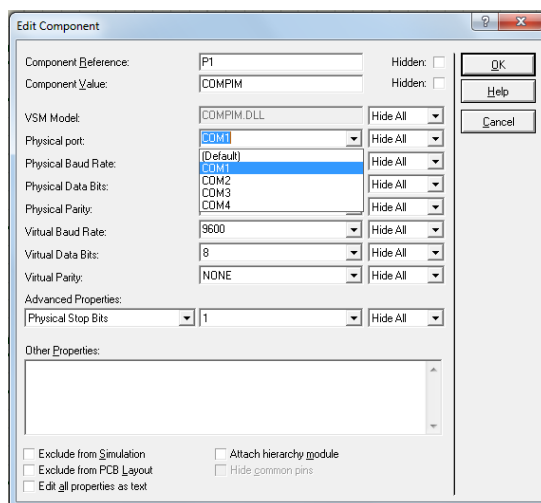 Edit Component
Component Reference: P1 Hidden:
Component Value: COMPIM Hidden:
VSM Model: COMPIM.DLL Hide All
Physical port: COM1 Hide All
(Default)
Physical Baud Rate: COM1 Hide All
COM2
Physical Data Bits: COM3 Hide All
COM4
Physical Parity: Hide All
Virtual Baud Rate: 9600 Hide All
Virtual Data Bits: 8 Hide All
Virtual Parity: NONE Hide All
Advanced Properties:
Physical Stop Bits 1 Hide All
Other Properties:
Exclude from Simulation Attach hierarchy module
Exclude from PCB Layout Hide common pins
Edit all properties as text
OK
Help
Cancel